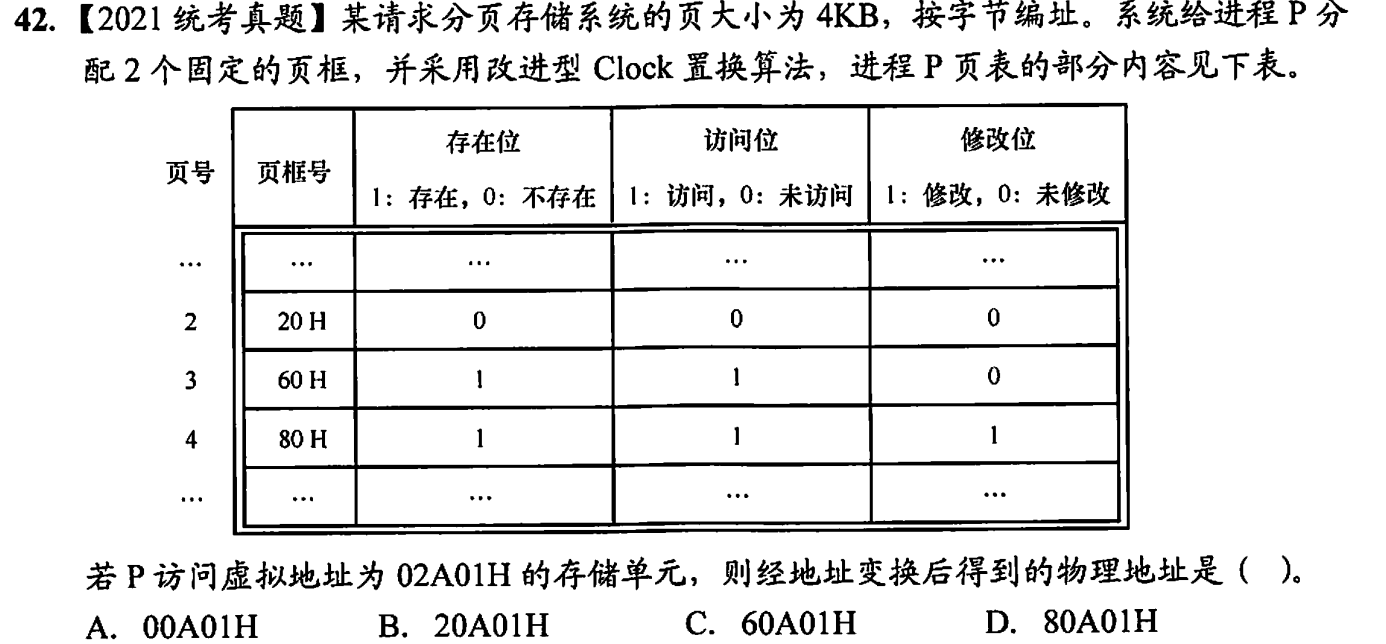 42.【2021 统考真题】某请求分页存储系统的页大小为 4KB，按字节编址。系统给进程 P 分
配 2 个固定的页框，并采用改进型 Clock 置换算法，进程 P 页表的部分内容见下表。
页号 页框号 存在位 访问位 修改位
1：存在，0：不存在 1：访问，0：未访问 1：修改，0：未修改
… … … … …
2 20 H 0 0 0
3 60 H 1 1 0
4 80 H 1 1 1
… … … … …
若 P 访问虚拟地址为 02A01H 的存储单元，则经地址变换后得到的物理地址是（ ）。
A. 00A01H B. 20A01H C. 60A01H D. 80A01H